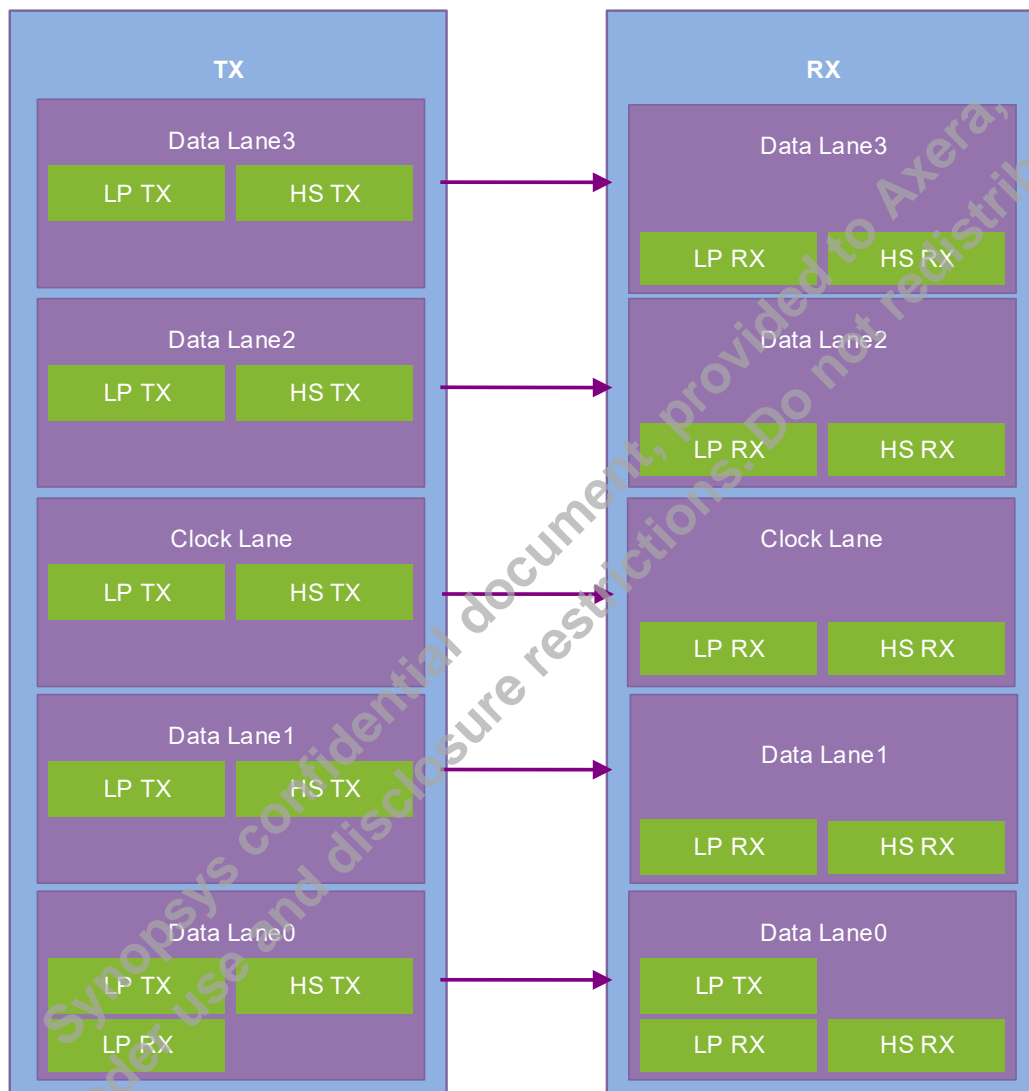 TX
Data Lane3
LP TX HS TX
Data Lane2
LP TX HS TX
Clock Lane
LP TX HS TX
Data Lane1
LP TX HS TX
Data Lane0
LP TX HS TX
LP RX
RX
Data Lane3
LP RX HS RX
Data Lane2
LP RX HS RX
Clock Lane
LP RX HS RX
Data Lane1
LP RX HS RX
Data Lane0
LP TX
LP RX HS RX
Synopsys confidential document, provided to Axera,
use and disclosure restrictions. Do not